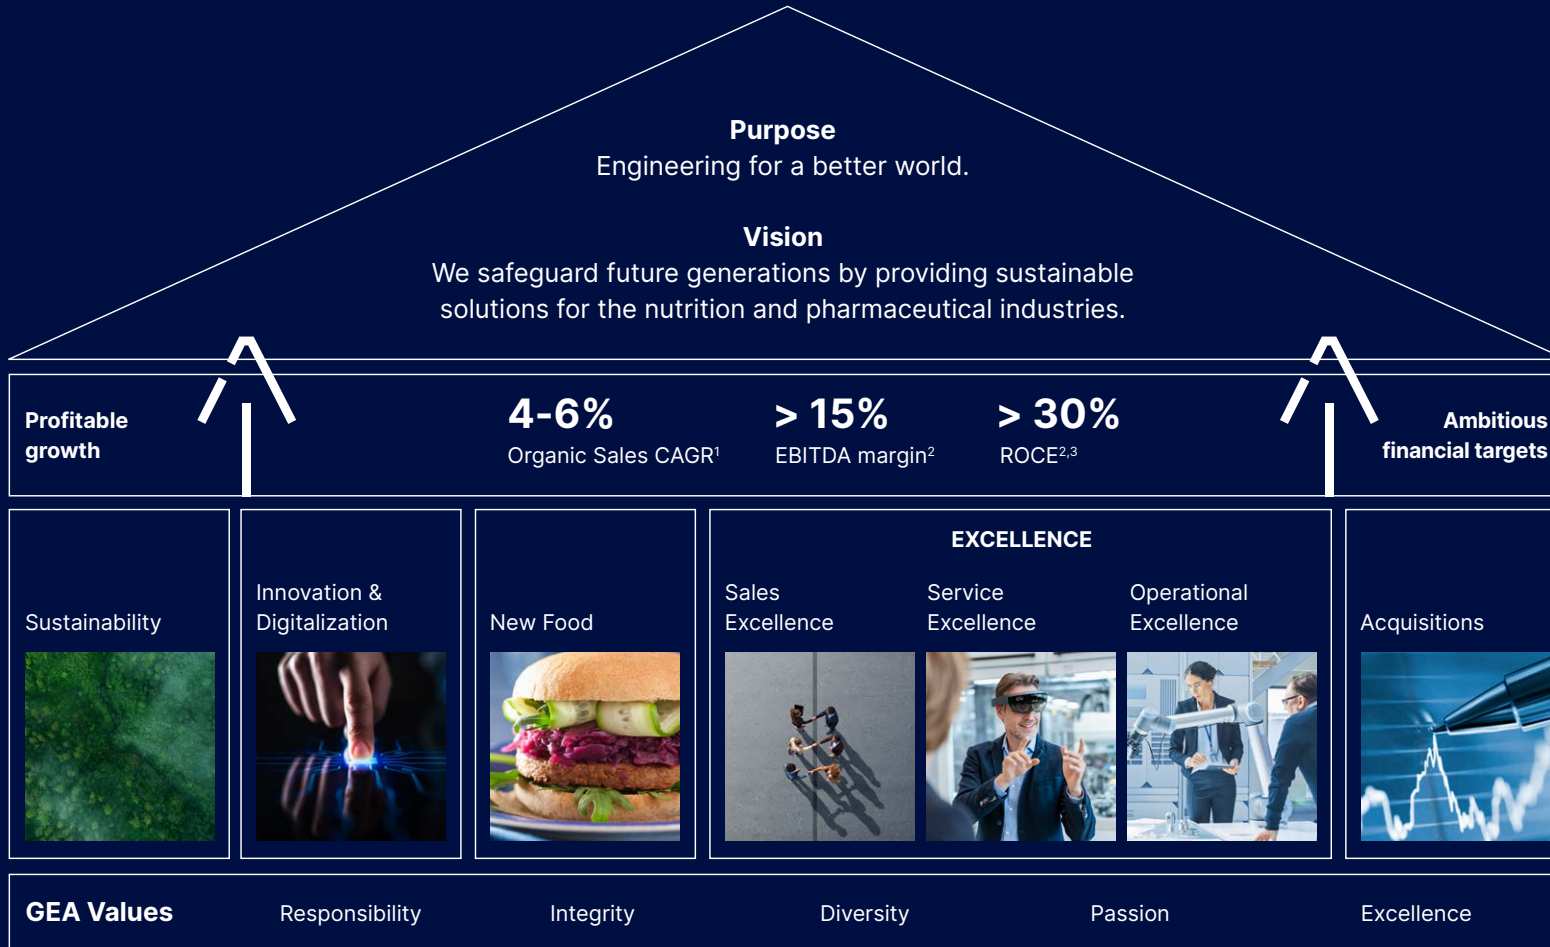 Purpose
Engineering for a better world.
Vision
We safeguard future generations by providing sustainable
solutions for the nutrition and pharmaceutical industries.
Profitable
growth
4-6%
Organic Sales CAGR¹
> 15%
EBITDA margin²
> 30%
ROCE²,³
Ambitious
financial targets
Sustainability
Innovation &
Digitalization
New Food
EXCELLENCE
Sales
Excellence
Service
Excellence
Operational
Excellence
Acquisitions
GEA Values
Responsibility
Integrity
Diversity
Passion
Excellence